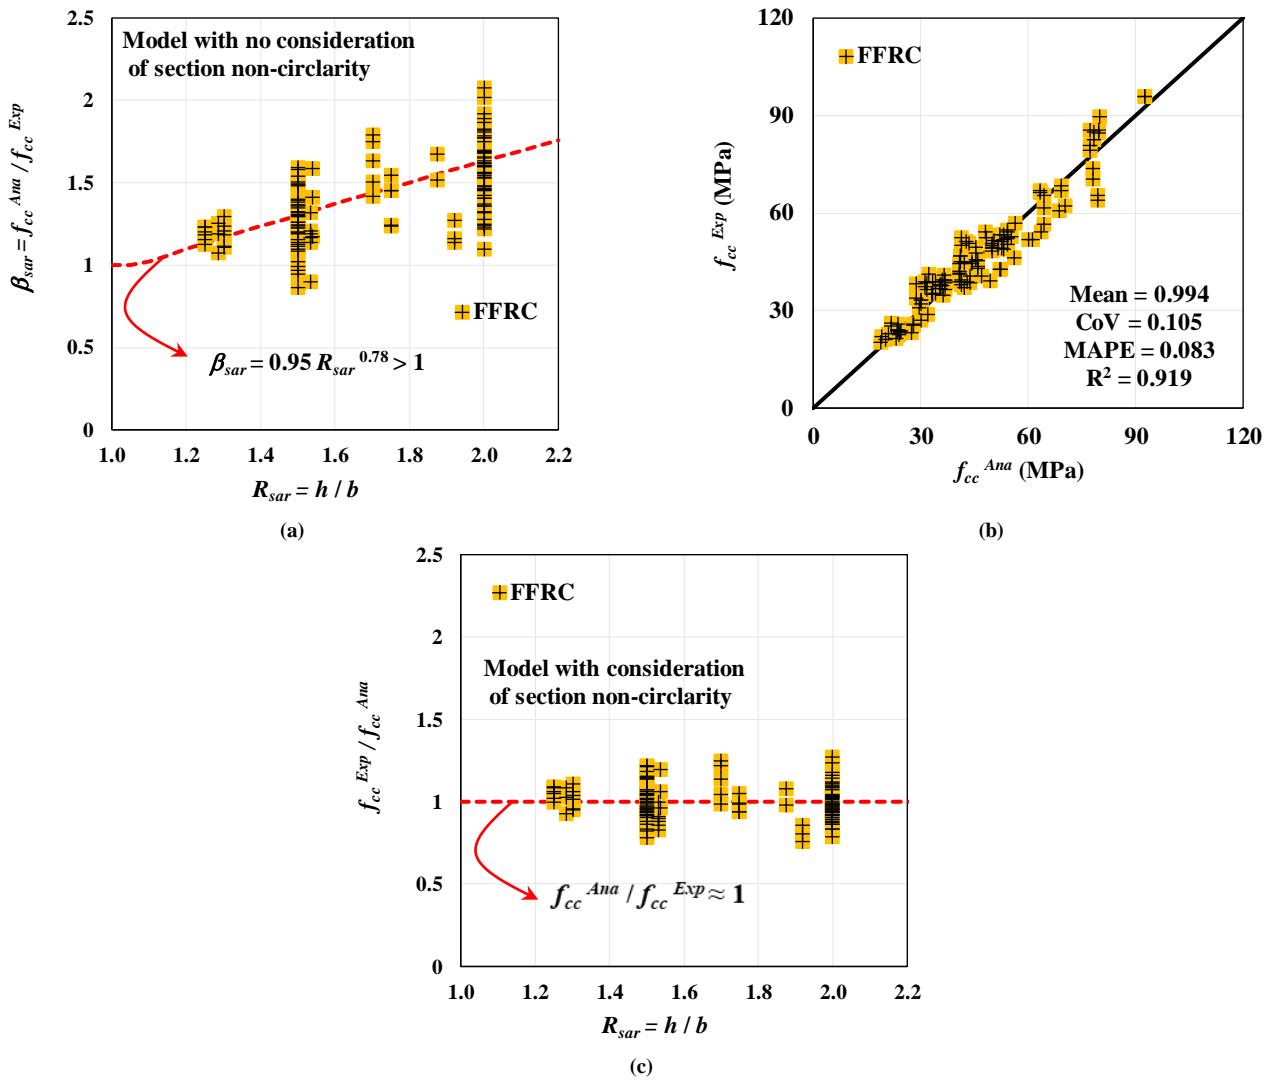 2.5
2
1.5
1
0.5
0
β_sar = f_cc^Ana / f_cc^Exp
Model with no consideration
of section non-circlarity
FFRC
β_sar = 0.95 R_sar^0.78 > 1
1.0 1.2 1.4 1.6 1.8 2.0 2.2
R_sar = h / b
(a)
120
90
60
30
0
f_cc^Exp (MPa)
FFRC
Mean = 0.994
CoV = 0.105
MAPE = 0.083
R² = 0.919
0 30 60 90 120
f_cc^Ana (MPa)
(b)
2.5
2
1.5
1
0.5
0
f_cc^Exp / f_cc^Ana
FFRC
Model with consideration
of section non-circlarity
f_cc^Ana / f_cc^Exp ≈ 1
1.0 1.2 1.4 1.6 1.8 2.0 2.2
R_sar = h / b
(c)